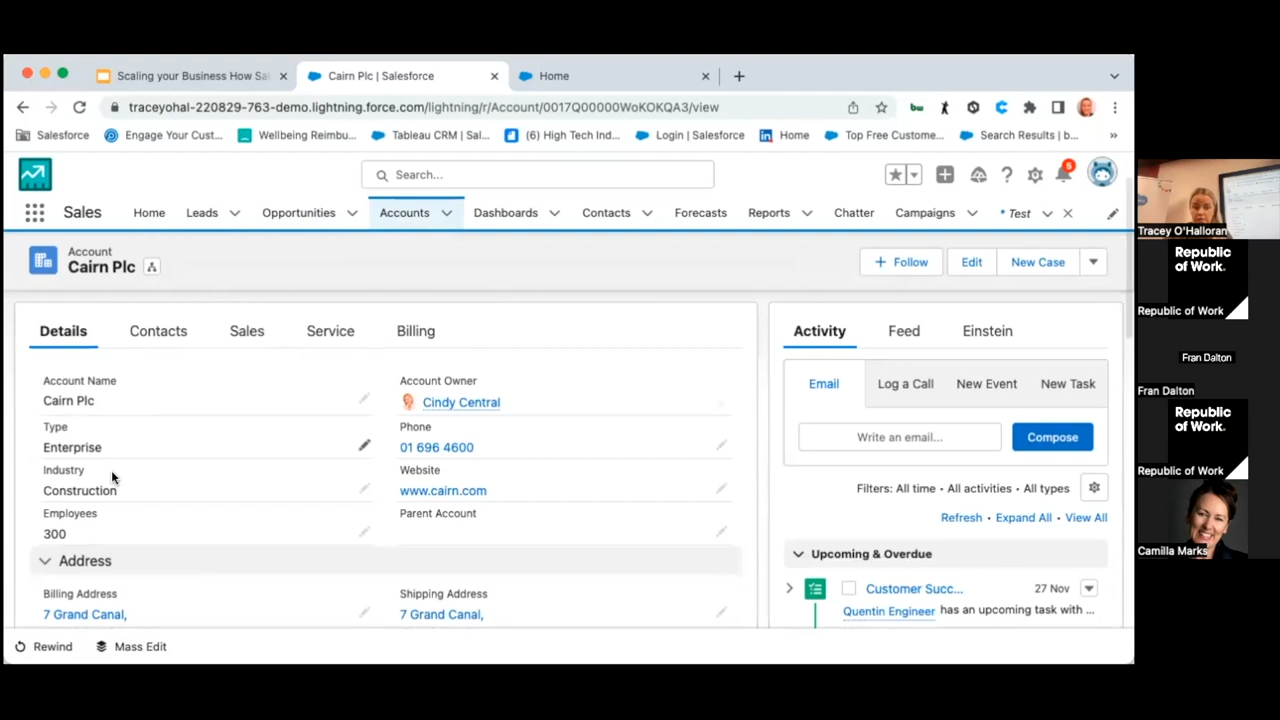 Scaling your Business How Sa
Cairn Plc | Salesforce
Home
traceyohal-220829-763-demo.lightning.force.com/lightning/r/Account/0017Q00000WoKOKQA3/view
Salesforce
Engage Your Cust...
Wellbeing Reimbu...
Tableau CRM | Sal...
(6) High Tech Ind...
Login | Salesforce
Home
Top Free Custome...
Search Results | b...
»
Search...
5
Sales
Home
Leads
Opportunities
Accounts
Dashboards
Contacts
Forecasts
Reports
Chatter
Campaigns
* Test
Account
Cairn Plc
+ Follow
Edit
New Case
Details
Contacts
Sales
Service
Billing
Account Name
Cairn Plc
Account Owner
Cindy Central
Type
Enterprise
Phone
01 696 4600
Industry
Construction
Website
www.cairn.com
Employees
300
Parent Account
Address
Billing Address
7 Grand Canal,
Shipping Address
7 Grand Canal,
Activity
Feed
Einstein
Email
Log a Call
New Event
New Task
Write an email...
Compose
Filters: All time • All activities • All types
Refresh • Expand All • View All
Upcoming & Overdue
Customer Succ...
27 Nov
Quentin Engineer has an upcoming task with ...
Rewind
Mass Edit
Tracey O'Halloran
Republic
of Work.
Republic of Work
Fran Dalton
Fran Dalton
Republic
of Work.
Republic of Work
Camilla Marks